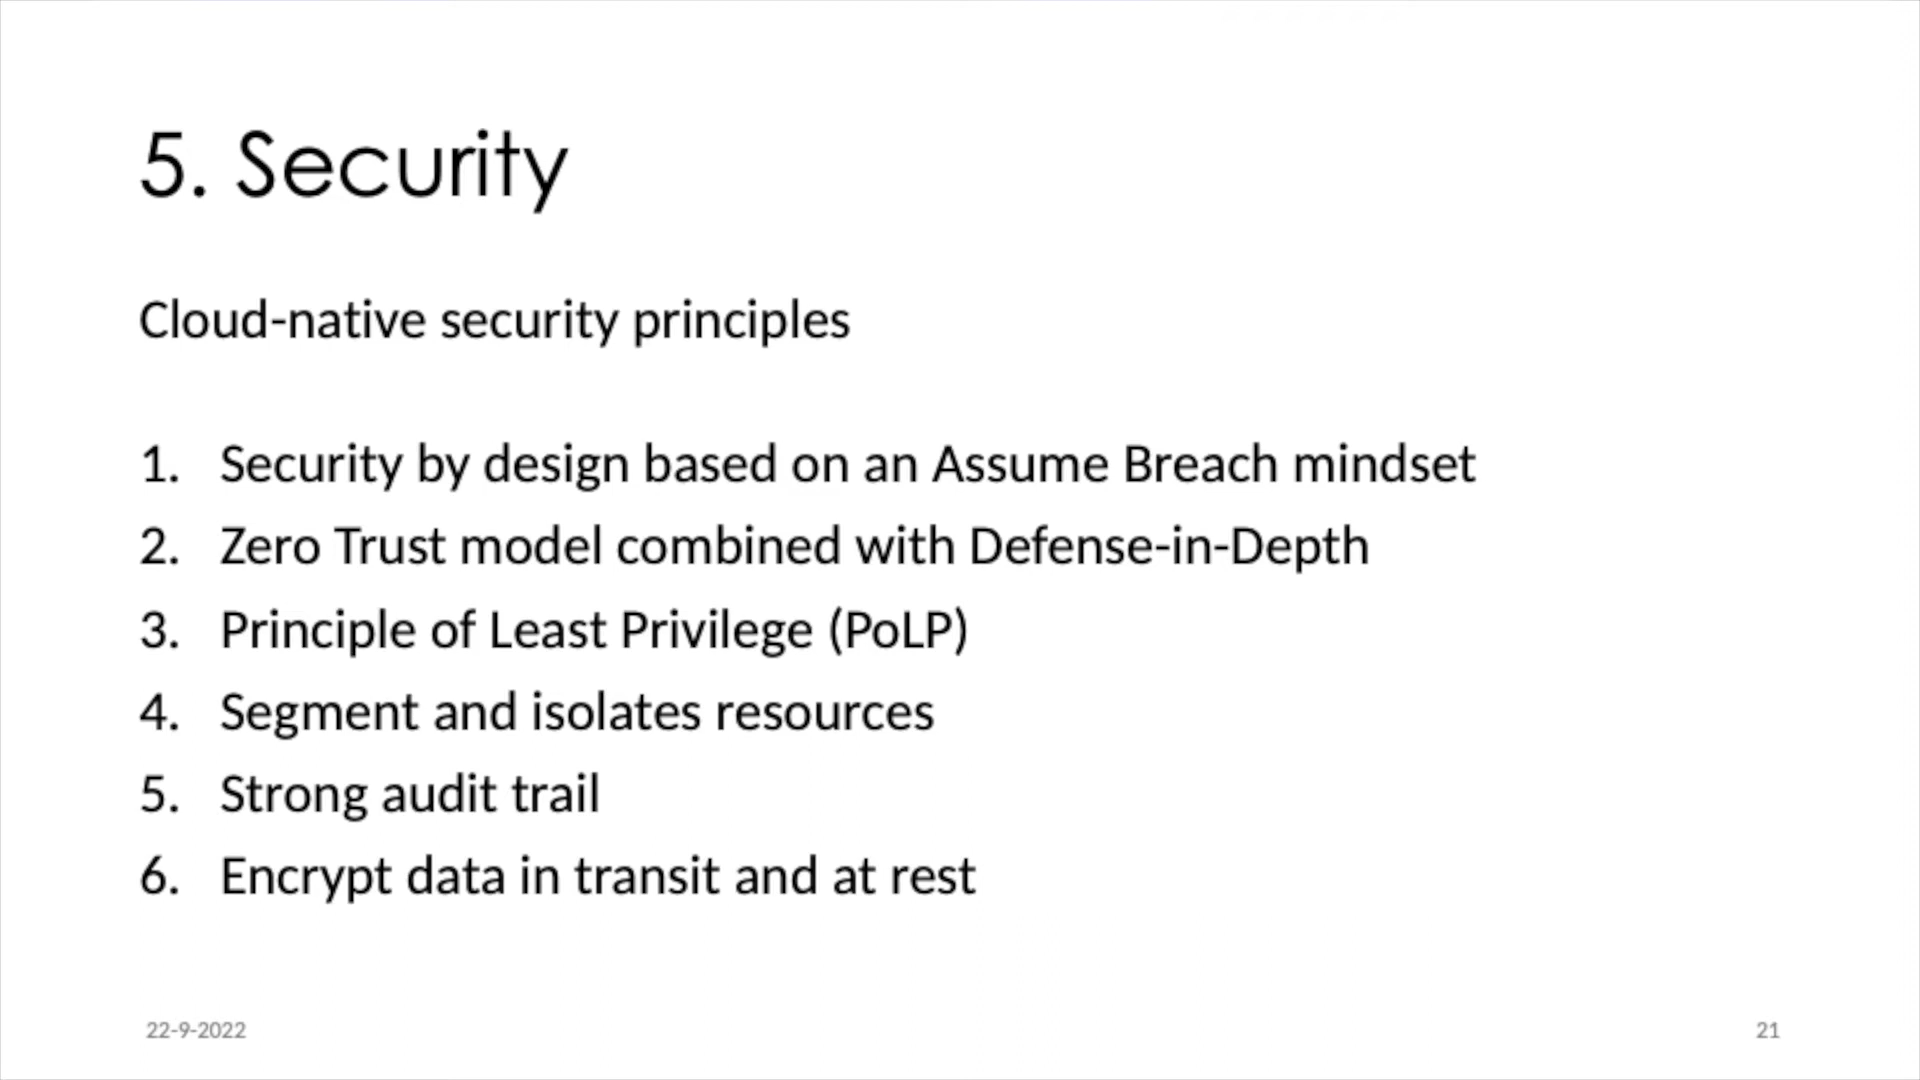 5. Security
Cloud-native security principles
1. Security by design based on an Assume Breach mindset
2. Zero Trust model combined with Defense-in-Depth
3. Principle of Least Privilege (PoLP)
4. Segment and isolates resources
5. Strong audit trail
6. Encrypt data in transit and at rest
22-9-2022
21